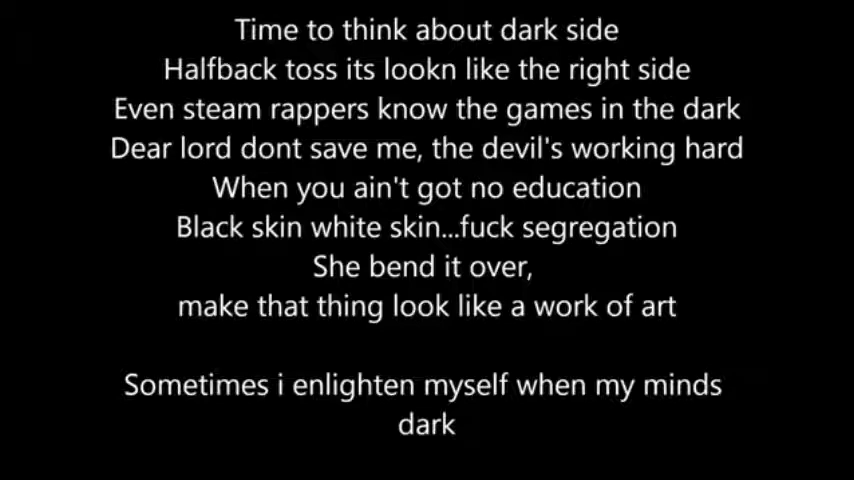 Time to think about dark side
Halfback toss its lookn like the right side
Even steam rappers know the games in the dark
Dear lord dont save me, the devil's working hard
When you ain't got no education
Black skin white skin...fuck segregation
She bend it over,
make that thing look like a work of art
Sometimes i enlighten myself when my minds
dark